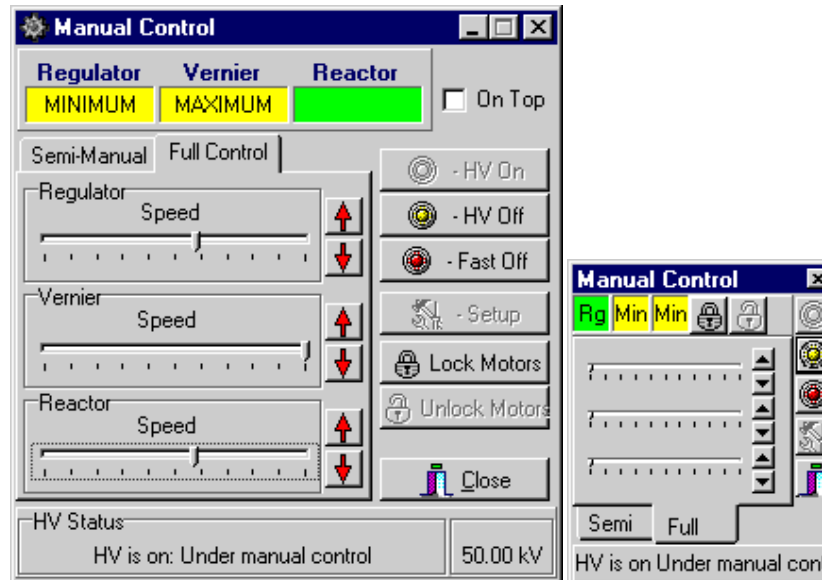 Manual Control
Regulator Vernier Reactor
MINIMUM MAXIMUM
On Top
Semi-Manual Full Control
Regulator
Speed
Vernier
Speed
Reactor
Speed
- HV On
- HV Off
- Fast Off
- Setup
Lock Motors
Unlock Motors
Close
HV Status
HV is on: Under manual control
50.00 kV
Manual Control
Rg Min Min
Semi Full
HV is on Under manual con